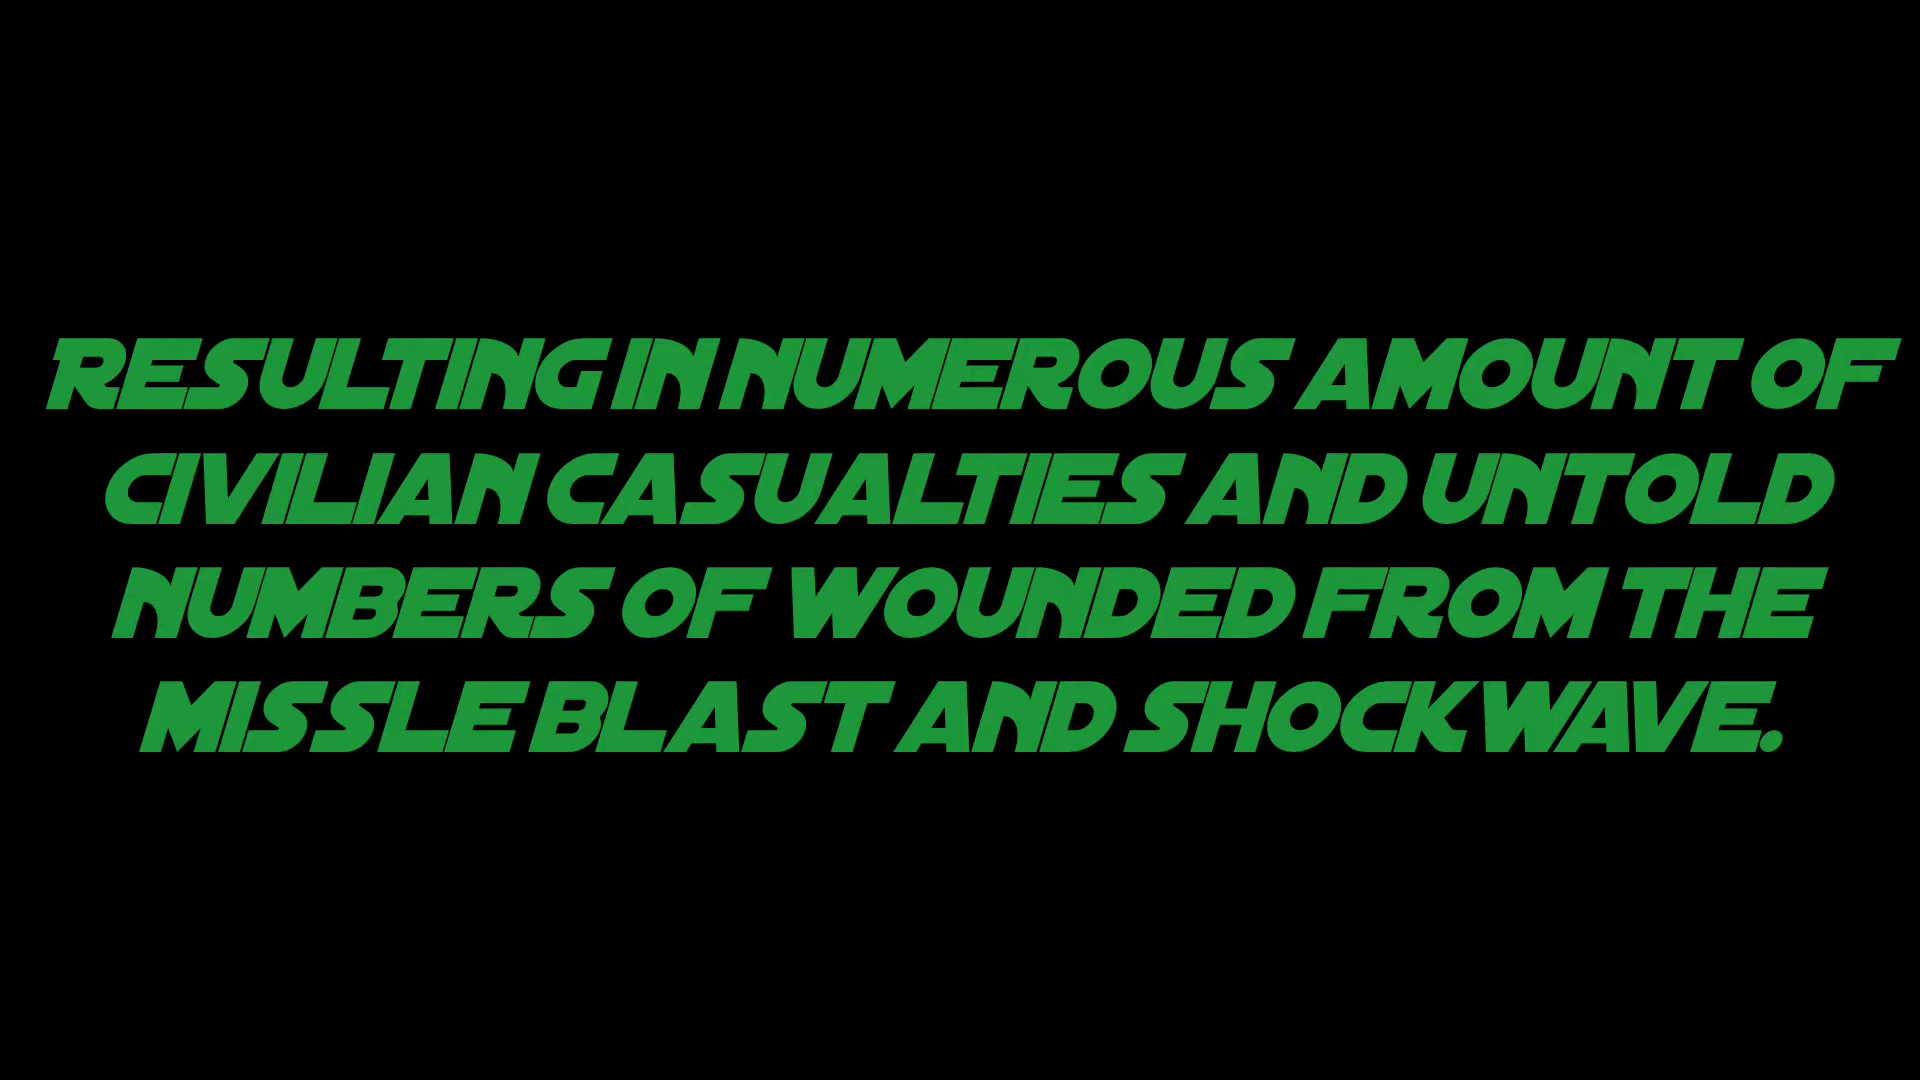 RESULTING IN NUMEROUS AMOUNT OF
CIVILIAN CASUALTIES AND UNTOLD
NUMBERS OF WOUNDED FROM THE
MISSLE BLAST AND SHOCKWAVE.